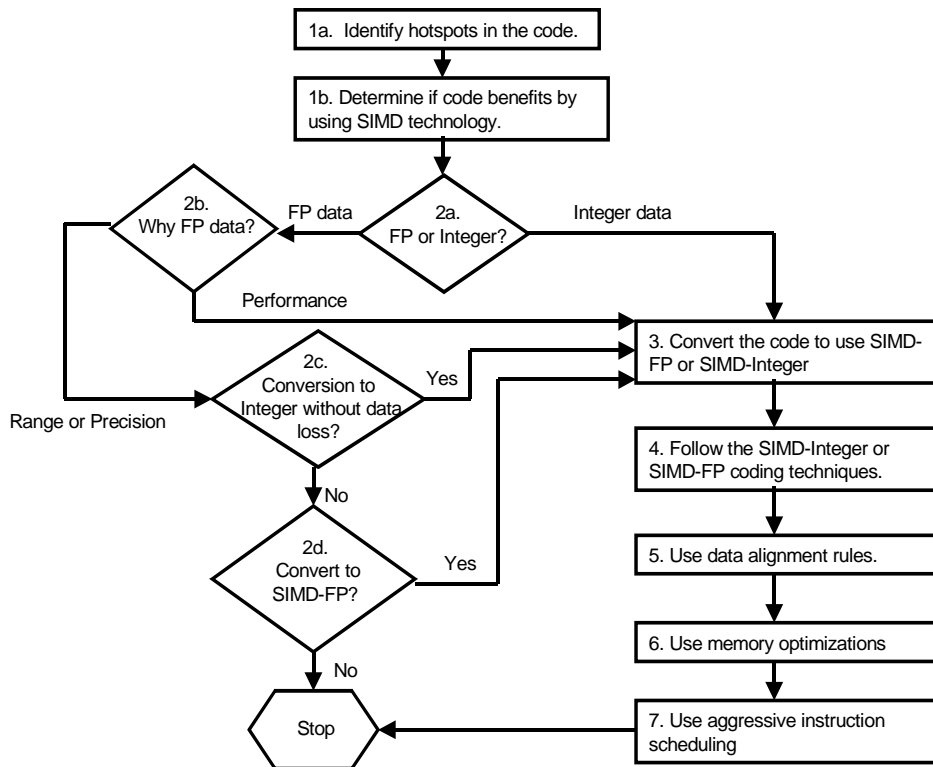 1a. Identify hotspots in the code.
1b. Determine if code benefits by
using SIMD technology.
2b.
Why FP data?
FP data
2a.
FP or Integer?
Integer data
Performance
3. Convert the code to use SIMD-
FP or SIMD-Integer
2c.
Conversion to
Integer without data
loss?
Yes
Range or Precision
4. Follow the SIMD-Integer or
SIMD-FP coding techniques.
No
2d.
Convert to
SIMD-FP?
Yes
5. Use data alignment rules.
6. Use memory optimizations
No
Stop
7. Use aggressive instruction
scheduling